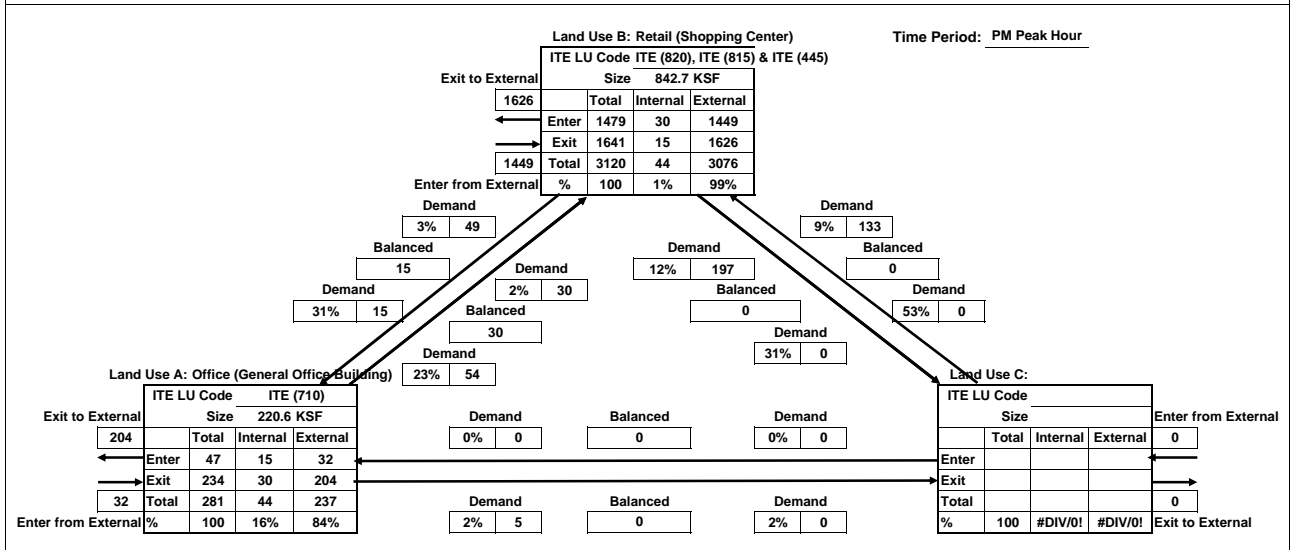 Land Use B: Retail (Shopping Center)
Time Period: PM Peak Hour
ITE LU Code ITE (820), ITE (815) & ITE (445)
Exit to External Size 842.7 KSF
1626 Total Internal External
Enter 1479 30 1449
Exit 1641 15 1626
1449 Total 3120 44 3076
Enter from External % 100 1% 99%
Demand Demand
3% 49 9% 133
Balanced Demand Balanced
15 Demand 12% 197 0
Demand 2% 30 Balanced Demand
31% 15 Balanced 0 53% 0
30 Demand
Demand 31% 0
Land Use A: Office (General Office Building) 23% 54 Land Use C:
ITE LU Code ITE (710) ITE LU Code
Exit to External Size 220.6 KSF Demand Balanced Demand Size Enter from External
204 Total Internal External 0% 0 0 0% 0 Total Internal External 0
Enter 47 15 32 Enter
Exit 234 30 204 Exit
32 Total 281 44 237 Demand Balanced Demand Total 0
Enter from External % 100 16% 84% 2% 5 0 2% 0 % 100 #DIV/0! #DIV/0! Exit to External